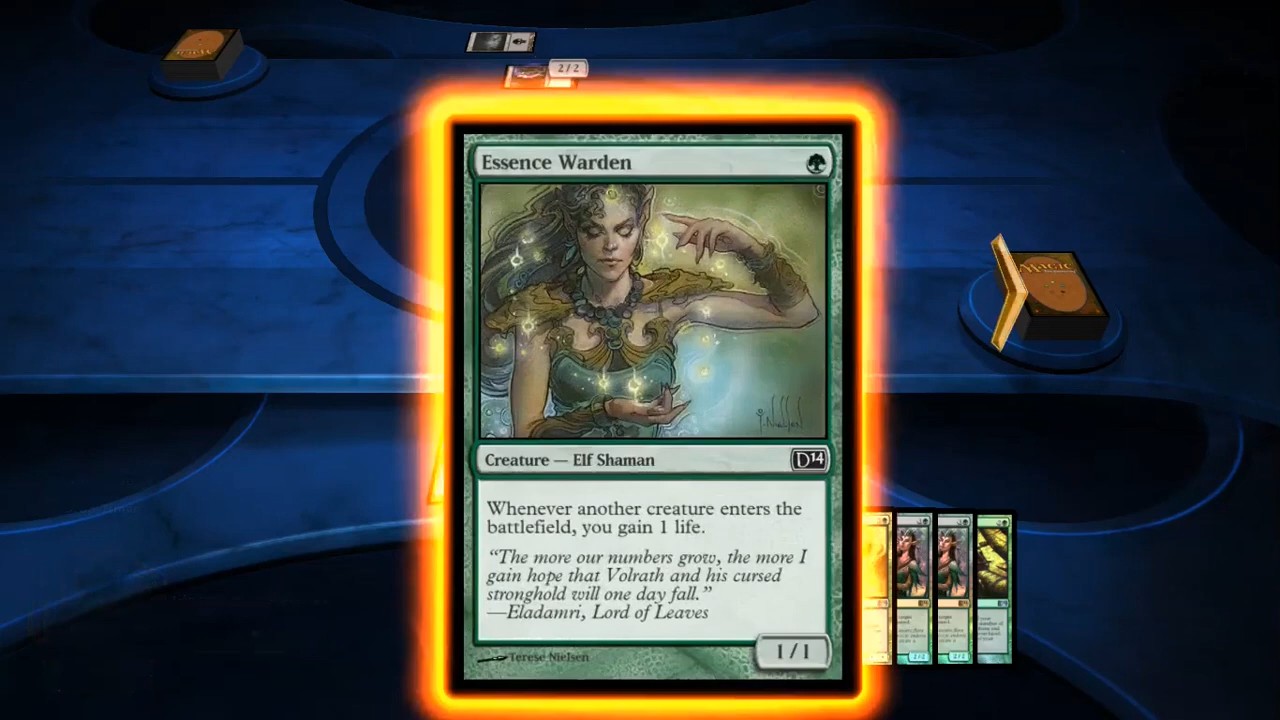 2/2
Essence Warden
MAGIC
Creature — Elf Shaman
D14
Whenever another creature enters the
battlefield, you gain 1 life.
“The more our numbers grow, the more I
gain hope that Volrath and his cursed
stronghold will one day fall.”
—Eladamri, Lord of Leaves
1/1
Terese Nielsen